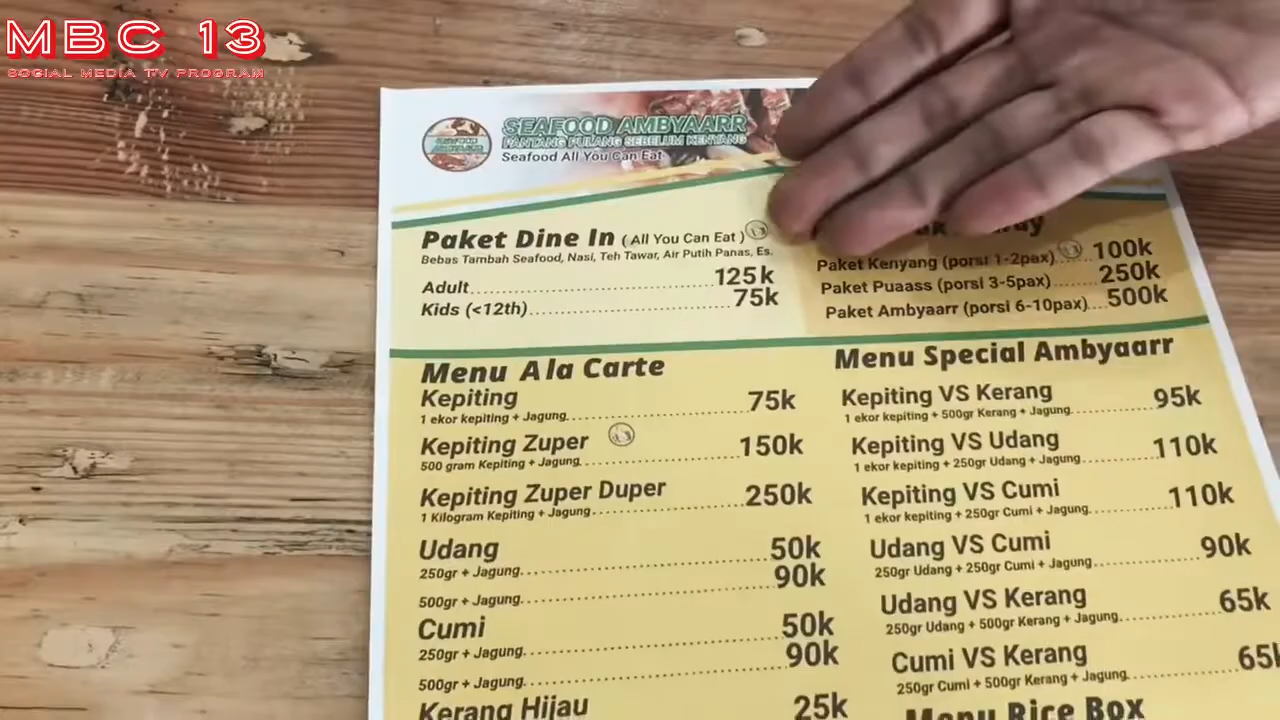 MBC 13
SOCIAL MEDIA TV PROGRAM
SEAFOOD AMBYAARR
PANTANG PULANG SEBELUM KENYANG
Seafood All You Can Eat
Paket Dine In ( All You Can Eat )
Bebas Tambah Seafood, Nasi, Teh Tawar, Air Putih Panas, Es.
Adult 125k
Kids (<12th) 75k
Paket Kenyang (porsi 1-2pax) 100k
Paket Puaass (porsi 3-5pax) 250k
Paket Ambyaarr (porsi 6-10pax) 500k
Menu Ala Carte
Kepiting 75k
1 ekor kepiting + Jagung
Kepiting Zuper 150k
500 gram Kepiting + Jagung
Kepiting Zuper Duper 250k
1 Kilogram Kepiting + Jagung
Udang 50k
250gr + Jagung
90k
500gr + Jagung
Cumi 50k
250gr + Jagung
90k
500gr + Jagung
Kerang Hijau 25k
Menu Special Ambyaarr
Kepiting VS Kerang 95k
1 ekor kepiting + 500gr Kerang + Jagung
Kepiting VS Udang 110k
1 ekor kepiting + 250gr Udang + Jagung
Kepiting VS Cumi 110k
1 ekor kepiting + 250gr Cumi + Jagung
Udang VS Cumi 90k
250gr Udang + 250gr Cumi + Jagung
Udang VS Kerang 65k
250gr Udang + 500gr Kerang + Jagung
Cumi VS Kerang 65k
250gr Cumi + 500gr Kerang + Jagung
Menu Rice Box